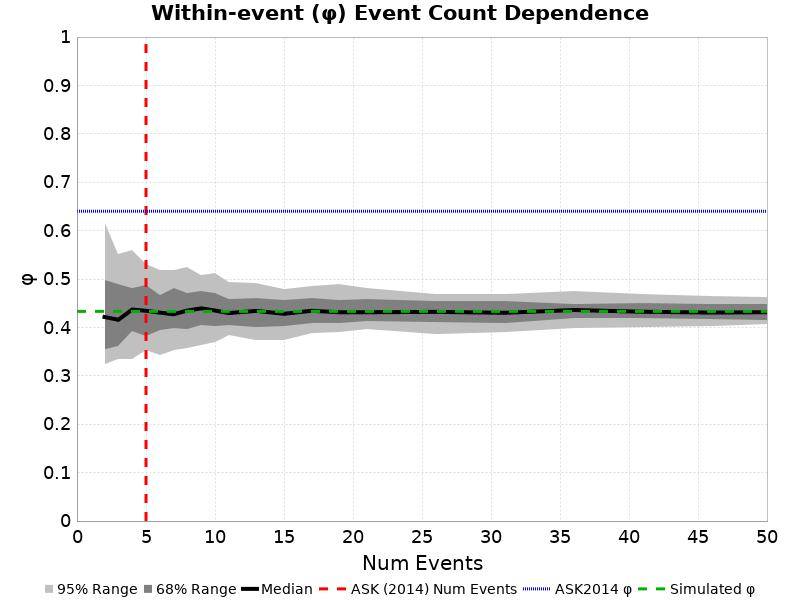 Within-event (φ) Event Count Dependence
1
0.9
0.8
0.7
0.6
0.5
0.4
0.3
0.2
0.1
0
φ
0 5 10 15 20 25 30 35 40 45 50
Num Events
95% Range 68% Range Median ASK (2014) Num Events ASK2014 φ Simulated φ